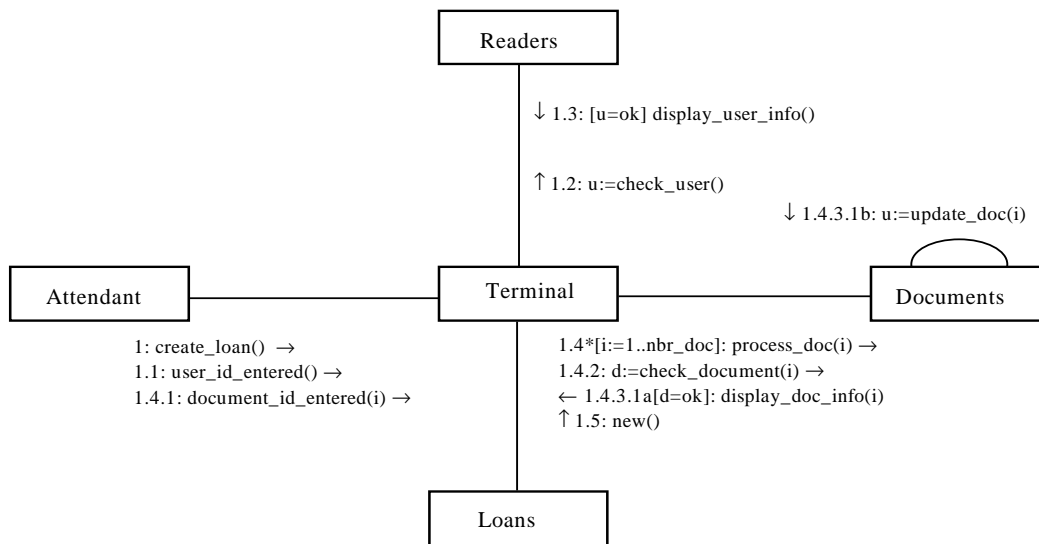 Readers
↓ 1.3: [u=ok] display_user_info()
↑ 1.2: u:=check_user()
↓ 1.4.3.1b: u:=update_doc(i)
Attendant
Terminal
Documents
1: create_loan() →
1.1: user_id_entered() →
1.4.1: document_id_entered(i) →
1.4*[i:=1..nbr_doc]: process_doc(i) →
1.4.2: d:=check_document(i) →
← 1.4.3.1a[d=ok]: display_doc_info(i)
↑ 1.5: new()
Loans